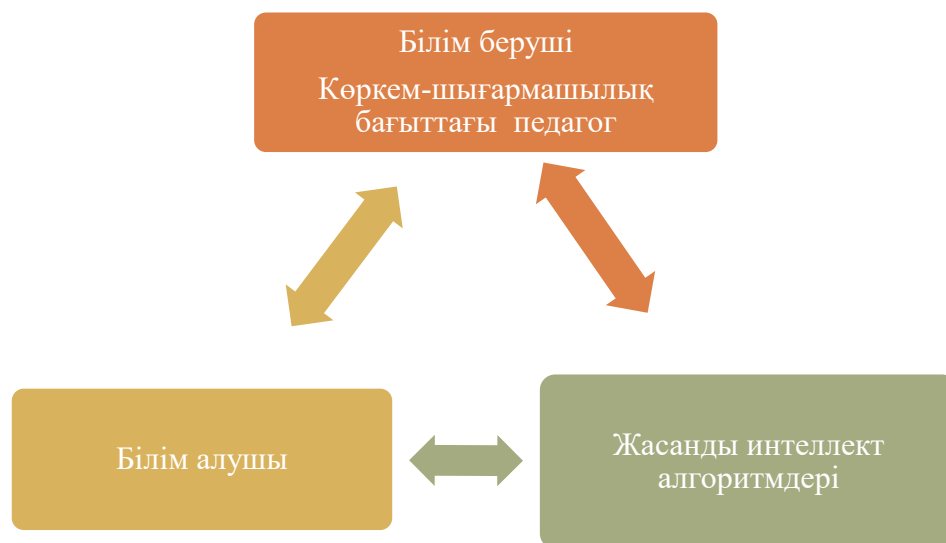 Білім беруші
Көркем-шығармашылық
бағыттағы педагог
Білім алушы
Жасанды интеллект
алгоритмдері